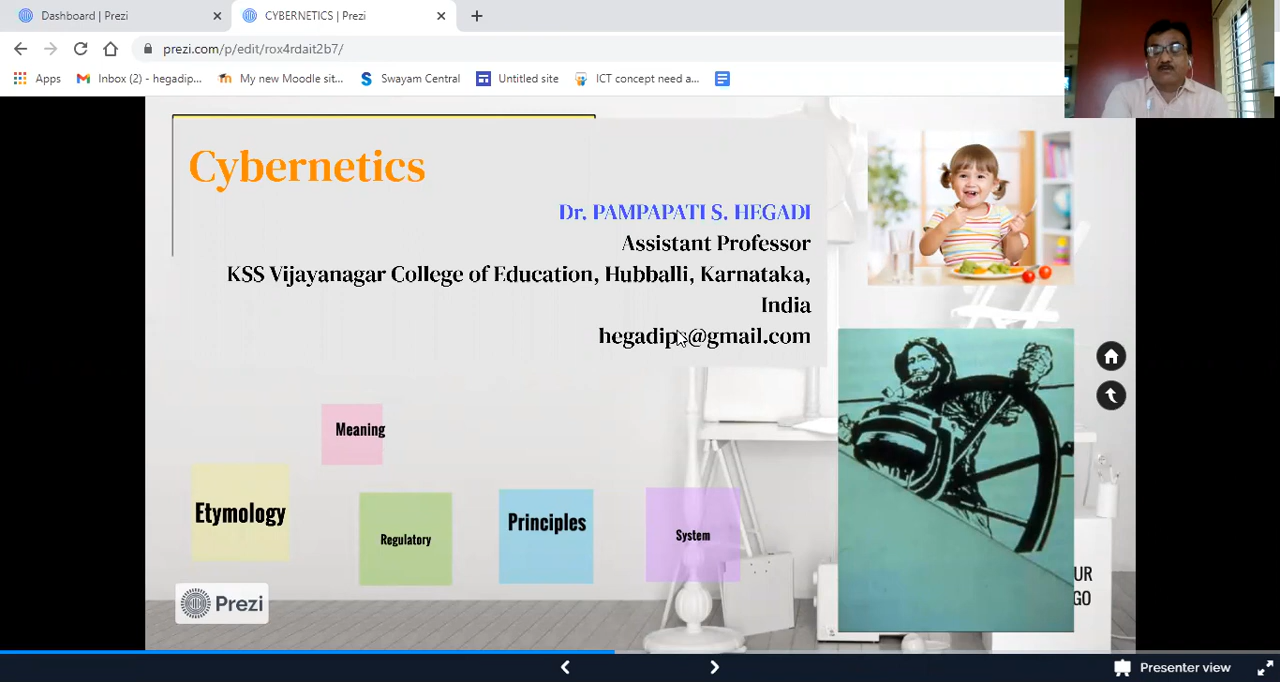 Dashboard | Prezi
CYBERNETICS | Prezi
prezi.com/p/edit/rox4rdait2b7/
Apps
Inbox (2) - hegadip...
My new Moodle sit...
Swayam Central
Untitled site
ICT concept need a...
Cybernetics
Dr. PAMPAPATI S. HEGADI
Assistant Professor
KSS Vijayanagar College of Education, Hubballi, Karnataka,
India
@gmail.com
Meaning
Etymology
Regulatory
Principles
System
UR
GO
Prezi
Presenter view